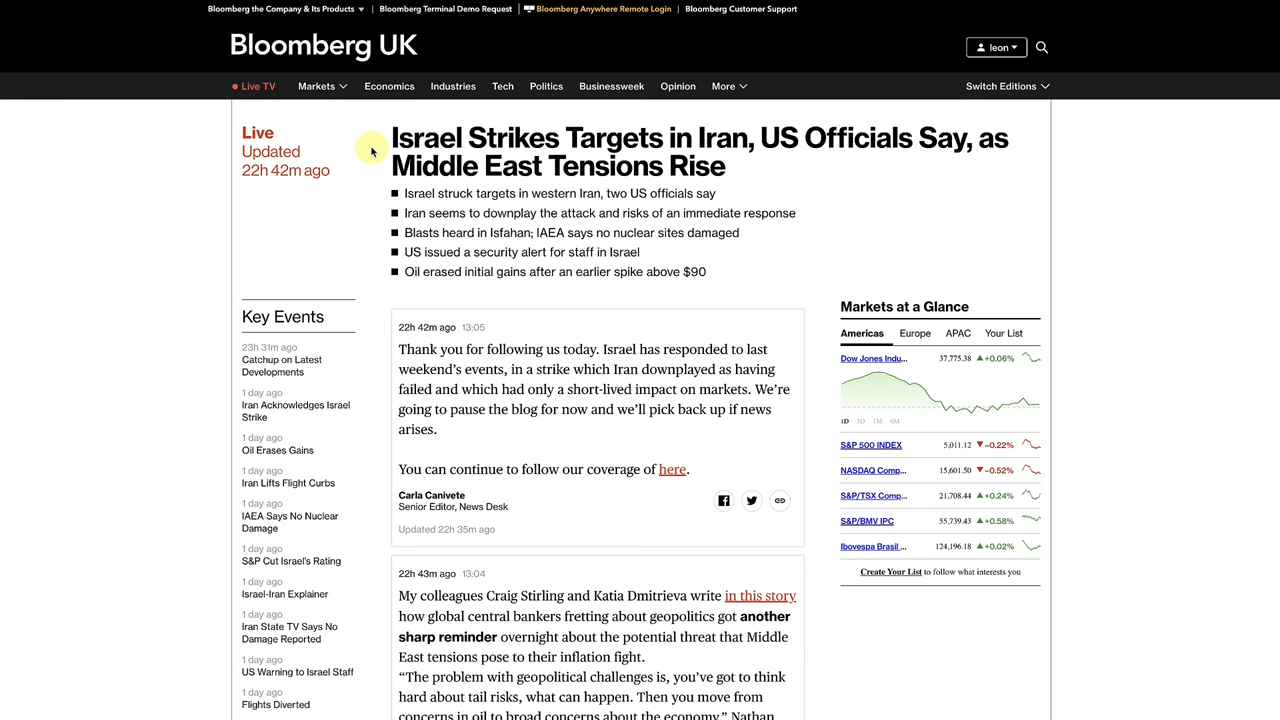 Bloomberg the Company & Its Products
Bloomberg Terminal Demo Request
Bloomberg Anywhere Remote Login
Bloomberg Customer Support
Bloomberg UK
leon
Live TV
Markets
Economics
Industries
Tech
Politics
Businessweek
Opinion
More
Switch Editions
Live
Updated
22h 42m ago
Israel Strikes Targets in Iran, US Officials Say, as
Middle East Tensions Rise
Israel struck targets in western Iran, two US officials say
Iran seems to downplay the attack and risks of an immediate response
Blasts heard in Isfahan; IAEA says no nuclear sites damaged
US issued a security alert for staff in Israel
Oil erased initial gains after an earlier spike above $90
Key Events
23h 31m ago
Catchup on Latest
Developments
1 day ago
Iran Acknowledges Israel
Strike
1 day ago
Oil Erases Gains
1 day ago
Iran Lifts Flight Curbs
1 day ago
IAEA Says No Nuclear
Damage
1 day ago
S&P Cut Israel's Rating
1 day ago
Israel-Iran Explainer
1 day ago
Iran State TV Says No
Damage Reported
1 day ago
US Warning to Israel Staff
1 day ago
Flights Diverted
22h 42m ago 13:05
Thank you for following us today. Israel has responded to last
weekend's events, in a strike which Iran downplayed as having
failed and which had only a short-lived impact on markets. We're
going to pause the blog for now and we'll pick back up if news
arises.
You can continue to follow our coverage of here.
Carla Canivete
Senior Editor, News Desk
Updated 22h 35m ago
22h 43m ago 13:04
My colleagues Craig Stirling and Katia Dmitrieva write in this story
how global central bankers fretting about geopolitics got another
sharp reminder overnight about the potential threat that Middle
East tensions pose to their inflation fight.
“The problem with geopolitical challenges is, you've got to think
hard about tail risks, what can happen. Then you move from
concerns in oil to broad concerns about the economy,” Nathan
Markets at a Glance
Americas
Europe
APAC
Your List
Dow Jones Indu... 37,775.38 ▲+0.06%
1D 5D 1M 6M
S&P 500 INDEX 5,011.12 ▼−0.22%
NASDAQ Comp... 15,601.50 ▼−0.52%
S&P/TSX Comp... 21,708.44 ▲+0.24%
S&P/BMV IPC 55,739.43 ▲+0.58%
Ibovespa Brasil ... 124,196.18 ▲+0.02%
Create Your List to follow what interests you